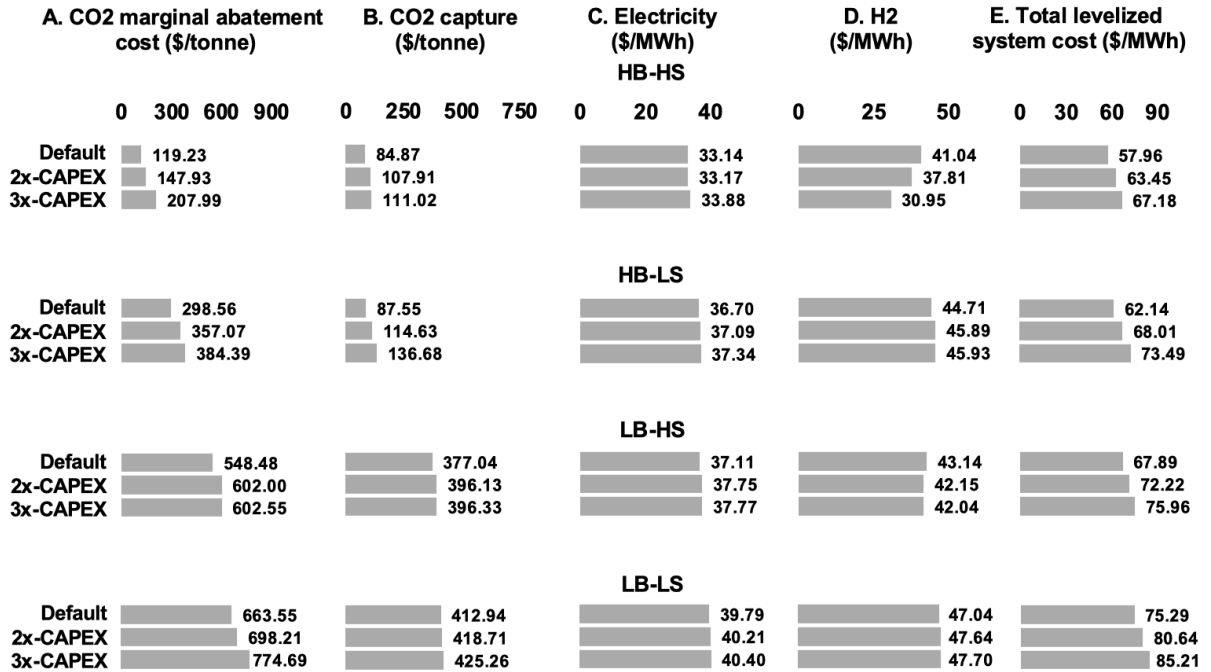 A. CO2 marginal abatement cost ($/tonne) B. CO2 capture ($/tonne) C. Electricity ($/MWh) D. H2 ($/MWh) E. Total levelized system cost ($/MWh)
HB-HS
0 300 600 900 0 250 500 750 0 20 40 0 25 50 0 30 60 90
Default 119.23 84.87 33.14 41.04 57.96
2x-CAPEX 147.93 107.91 33.17 37.81 63.45
3x-CAPEX 207.99 111.02 33.88 30.95 67.18
HB-LS
Default 298.56 87.55 36.70 44.71 62.14
2x-CAPEX 357.07 114.63 37.09 45.89 68.01
3x-CAPEX 384.39 136.68 37.34 45.93 73.49
LB-HS
Default 548.48 377.04 37.11 43.14 67.89
2x-CAPEX 602.00 396.13 37.75 42.15 72.22
3x-CAPEX 602.55 396.33 37.77 42.04 75.96
LB-LS
Default 663.55 412.94 39.79 47.04 75.29
2x-CAPEX 698.21 418.71 40.21 47.64 80.64
3x-CAPEX 774.69 425.26 40.40 47.70 85.21